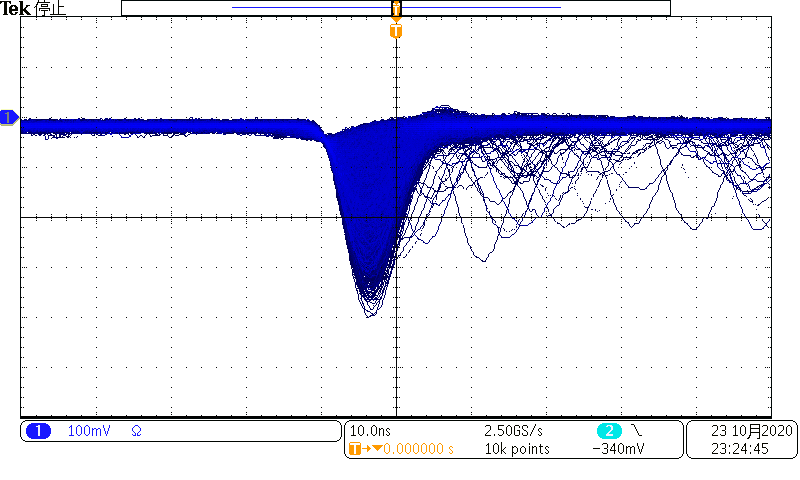 Tek 停止
T
T
1
1 100mV Ω
10.0ns 2.50GS/s 2
T→▼0.000000 s 10k points −340mV
23 10月2020
23:24:45